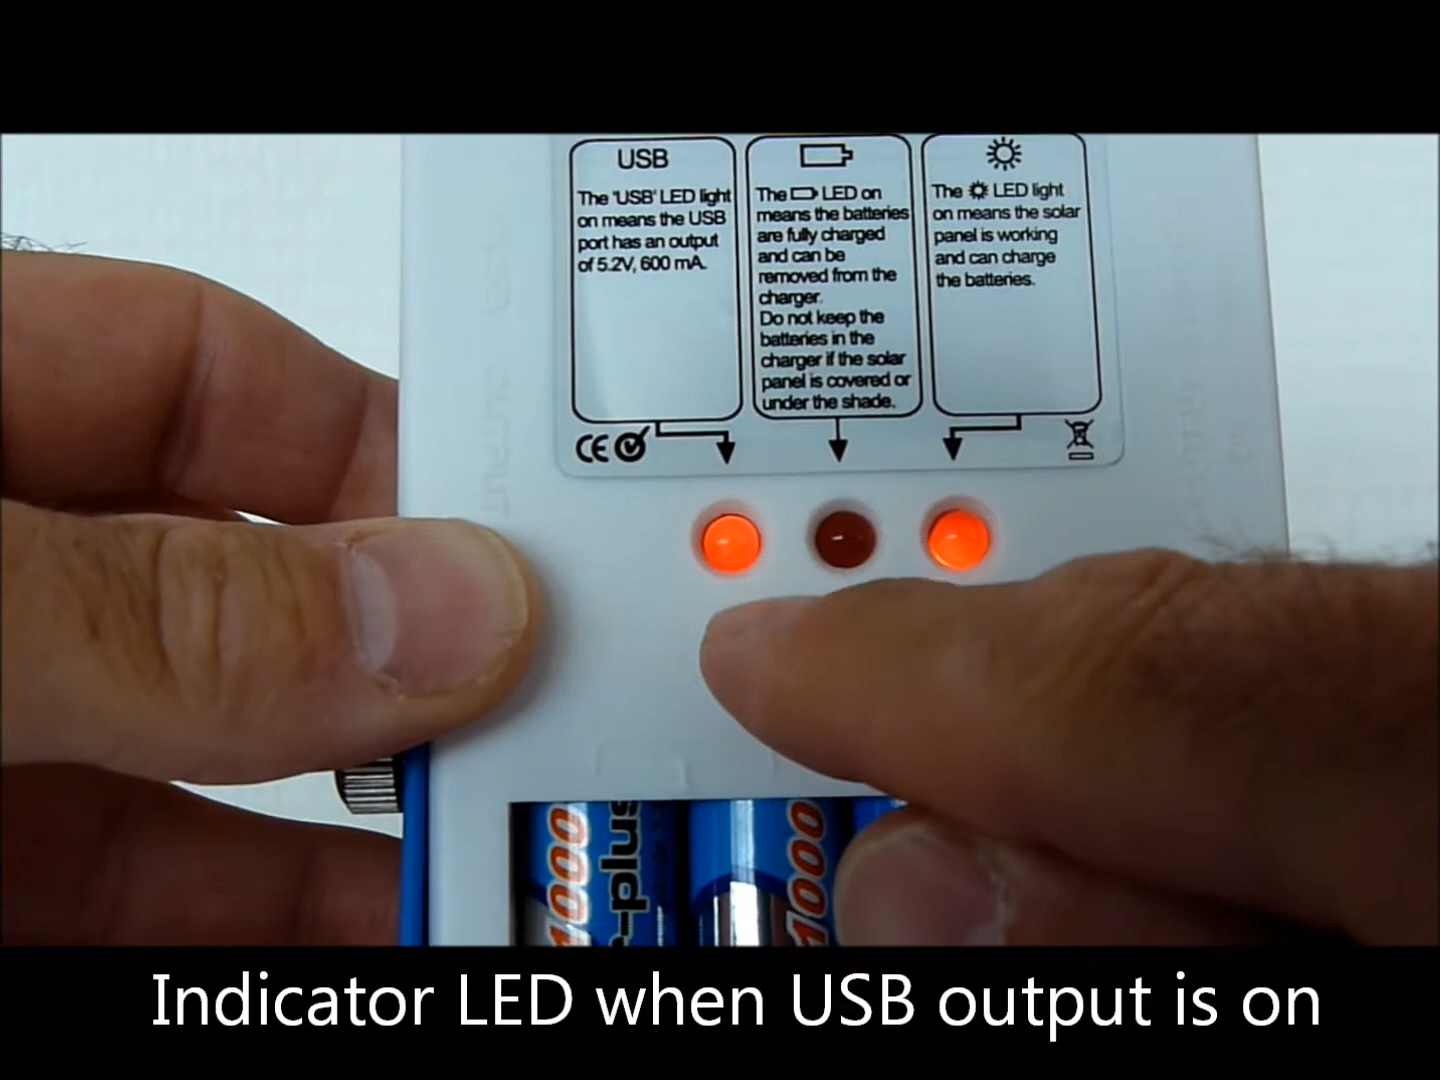 USB
The 'USB' LED light
on means the USB
port has an output
of 5.2V, 600 mA.
The LED on
means the batteries
are fully charged
and can be
removed from the
charger.
Do not keep the
batteries in the
charger if the solar
panel is covered or
under the shade.
The LED light
on means the solar
panel is working
and can charge
the batteries.
CE
1000
-plus
1000
Indicator LED when USB output is on